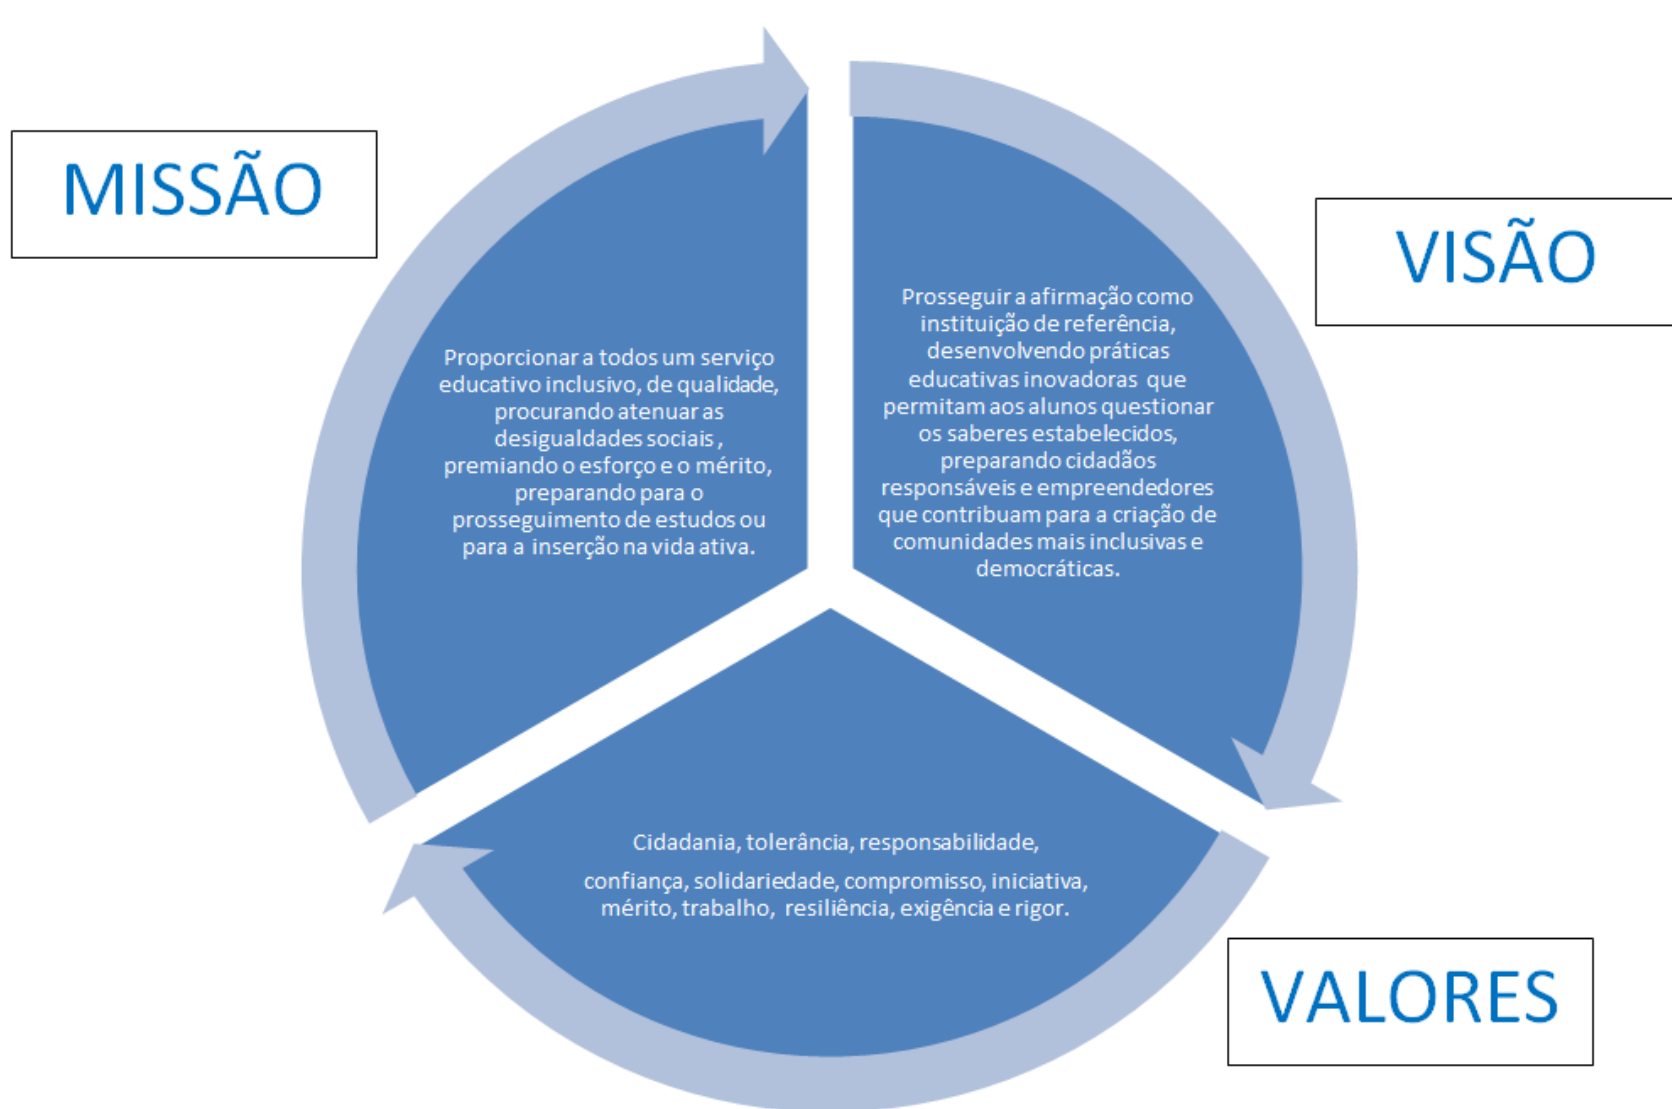 MISSÃO
Proporcionar a todos um serviço
educativo inclusivo, de qualidade,
procurando atenuar as
desigualdades sociais ,
premiando o esforço e o mérito,
preparando para o
prosseguimento de estudos ou
para a inserção na vida ativa.
VISÃO
Prosseguir a afirmação como
instituição de referência,
desenvolvendo práticas
educativas inovadoras que
permitam aos alunos questionar
os saberes estabelecidos,
preparando cidadãos
responsáveis e empreendedores
que contribuam para a criação de
comunidades mais inclusivas e
democráticas.
Cidadania, tolerância, responsabilidade,
confiança, solidariedade, compromisso, iniciativa,
mérito, trabalho, resiliência, exigência e rigor.
VALORES